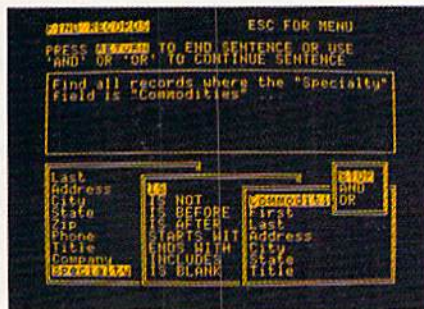 FIND RECORDS ESC FOR MENU
PRESS RETURN TO END SENTENCE OR USE
'AND' OR 'OR' TO CONTINUE SENTENCE
Find all records where the "Specialty"
field is "Commodities"
Last
Address
City
State
Zip
Phone
Title
Company
Specialty
IS
IS NOT
IS BEFORE
IS AFTER
STARTS WIT
ENDS WITH
INCLUDES
IS BLANK
Commoditi
First
Last
Address
City
State
Title
STOP
AND
OR